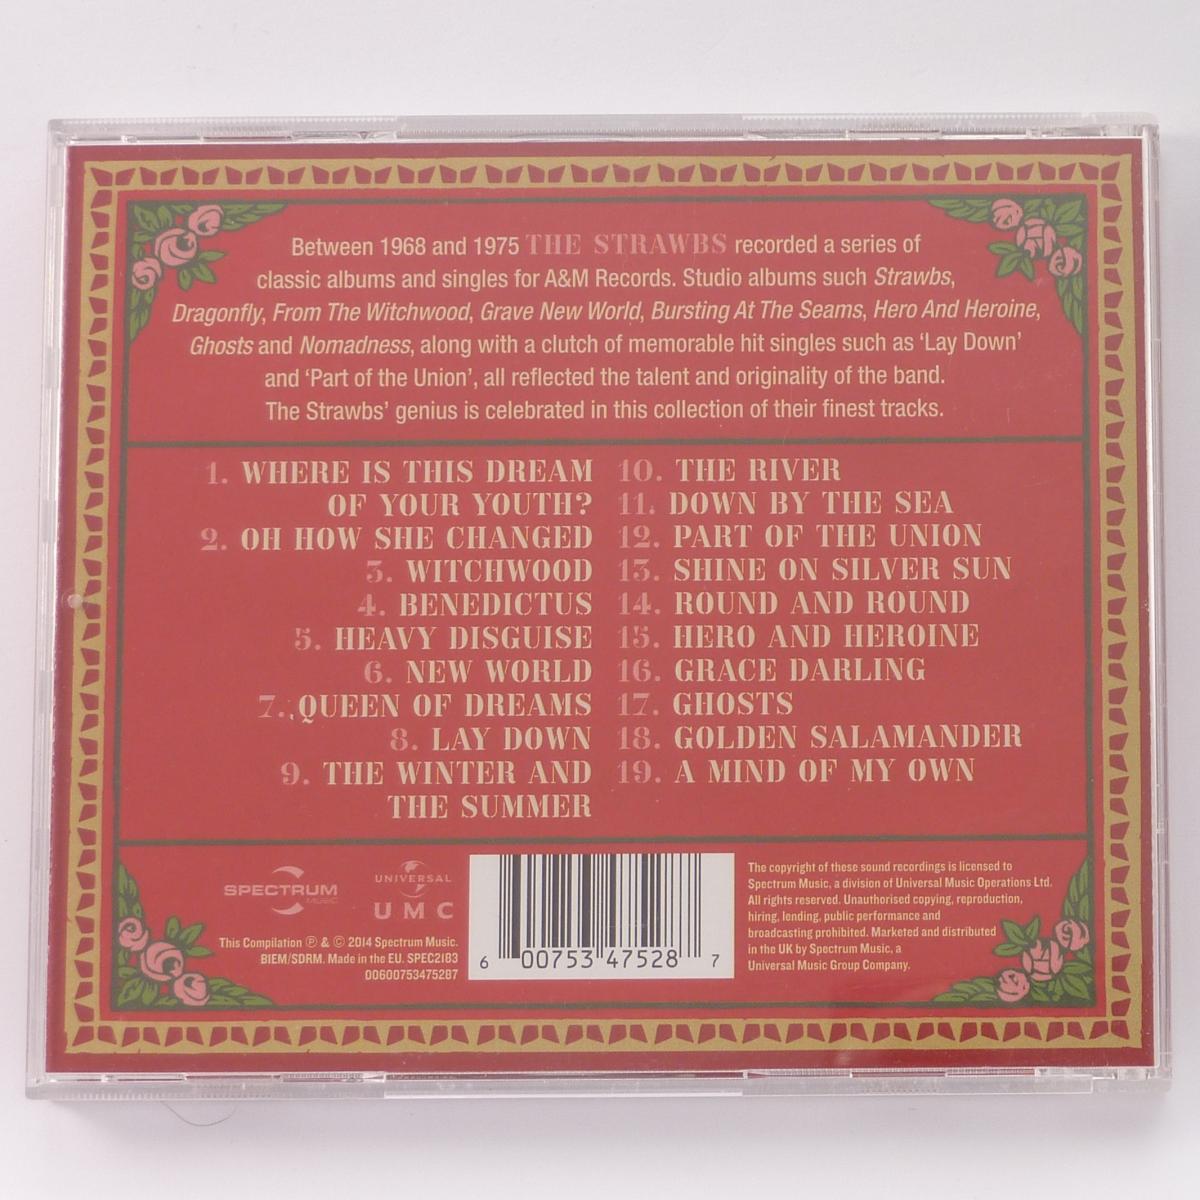 Between 1968 and 1975 THE STRAWBS recorded a series of
classic albums and singles for A&M Records. Studio albums such Strawbs,
Dragonfly, From The Witchwood, Grave New World, Bursting At The Seams, Hero And Heroine,
Ghosts and Nomadness, along with a clutch of memorable hit singles such as ‘Lay Down’
and ‘Part of the Union’, all reflected the talent and originality of the band.
The Strawbs’ genius is celebrated in this collection of their finest tracks.
1. WHERE IS THIS DREAM
OF YOUR YOUTH?
2. OH HOW SHE CHANGED
3. WITCHWOOD
4. BENEDICTUS
5. HEAVY DISGUISE
6. NEW WORLD
7. QUEEN OF DREAMS
8. LAY DOWN
9. THE WINTER AND
THE SUMMER
10. THE RIVER
11. DOWN BY THE SEA
12. PART OF THE UNION
13. SHINE ON SILVER SUN
14. ROUND AND ROUND
15. HERO AND HEROINE
16. GRACE DARLING
17. GHOSTS
18. GOLDEN SALAMANDER
19. A MIND OF MY OWN
SPECTRUM
MUSIC
UNIVERSAL
UMC
This Compilation ℗ & © 2014 Spectrum Music.
BIEM/SDRM. Made in the EU. SPEC2183
00600753475287
6 00753 47528 7
The copyright of these sound recordings is licensed to
Spectrum Music, a division of Universal Music Operations Ltd.
All rights reserved. Unauthorised copying, reproduction,
hiring, lending, public performance and
broadcasting prohibited. Marketed and distributed
in the UK by Spectrum Music, a
Universal Music Group Company.